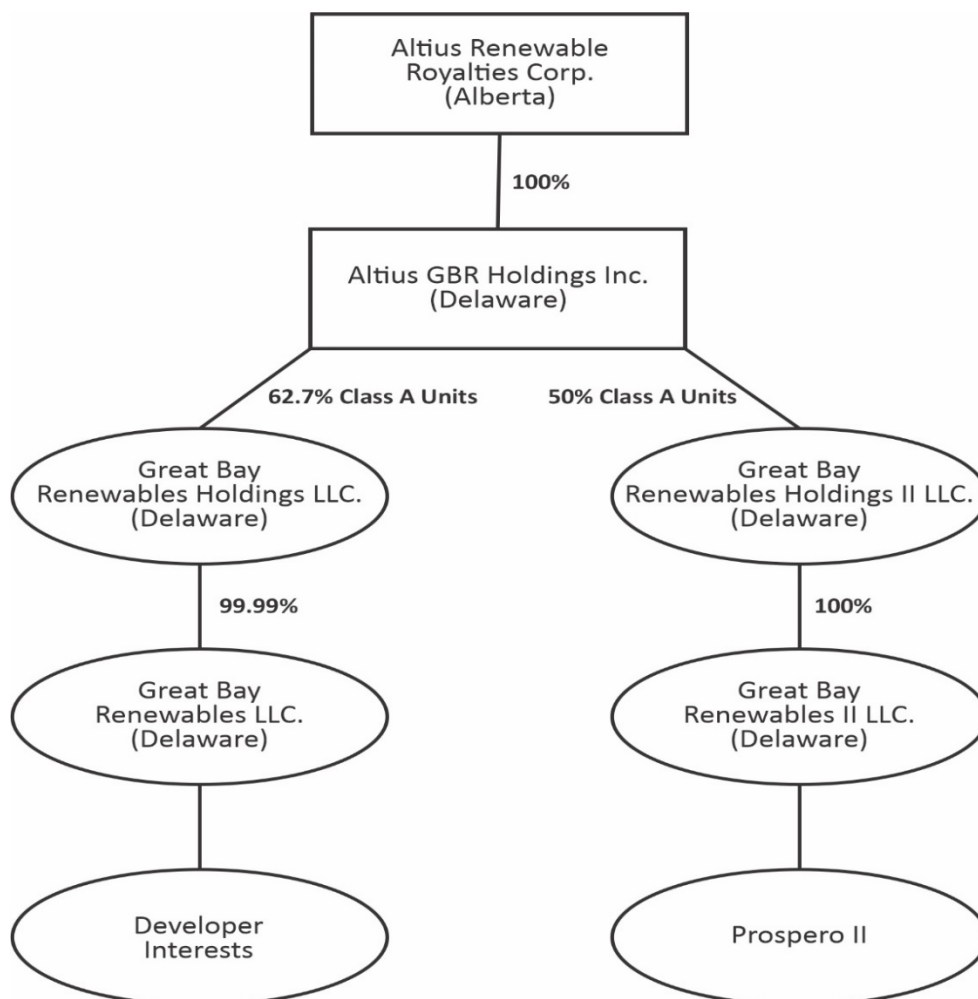 Altius Renewable
Royalties Corp.
(Alberta)
100%
Altius GBR Holdings Inc.
(Delaware)
62.7% Class A Units
50% Class A Units
Great Bay
Renewables Holdings LLC.
(Delaware)
Great Bay
Renewables Holdings II LLC.
(Delaware)
99.99%
100%
Great Bay
Renewables LLC.
(Delaware)
Great Bay
Renewables II LLC.
(Delaware)
Developer
Interests
Prospero II